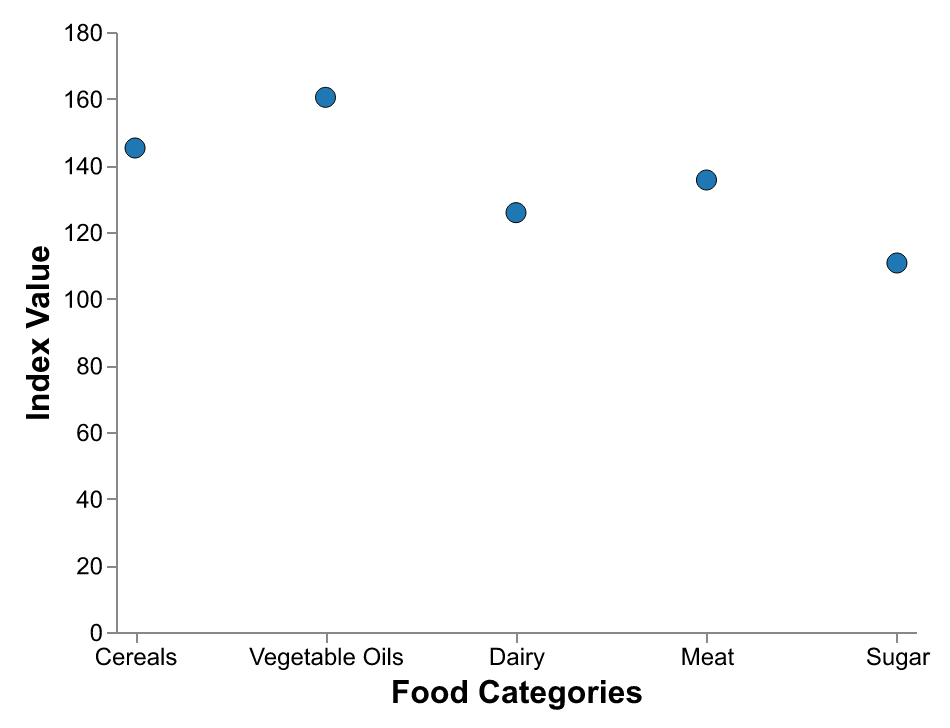 180
160
140
120
100
80
60
40
20
0
Index Value
Cereals
Vegetable Oils
Dairy
Meat
Sugar
Food Categories